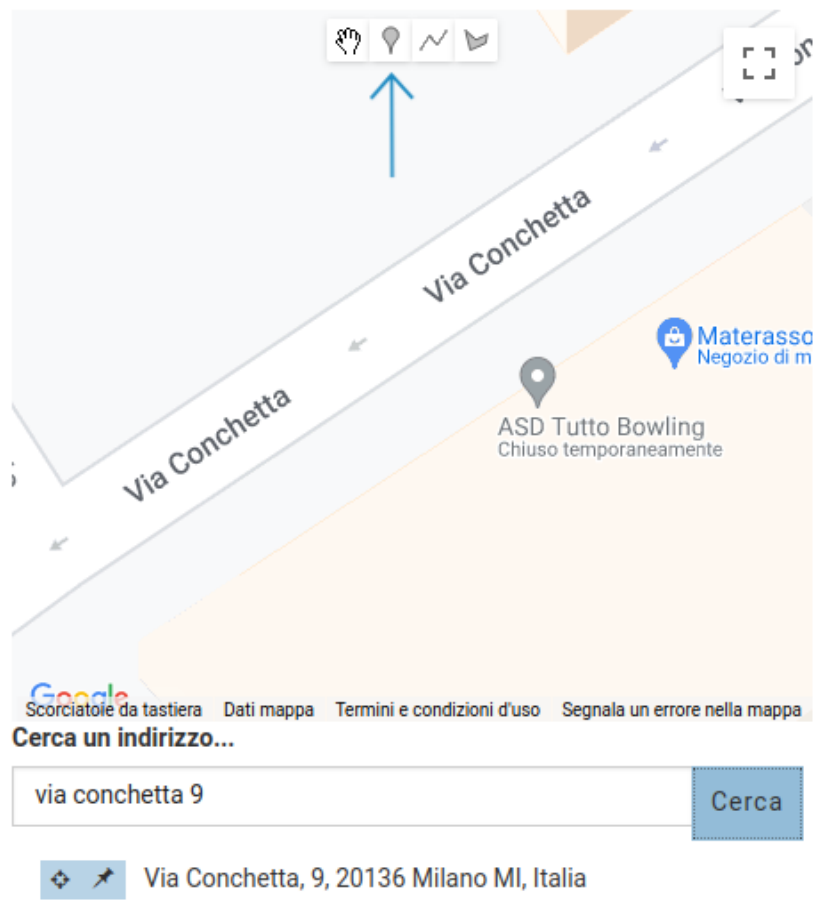 Via Conchetta
Materasso
Negozio di m
ASD Tutto Bowling
Chiuso temporaneamente
Via Conchetta
Google
Scorciatoie da tastiera Dati mappa Termini e condizioni d'uso Segnala un errore nella mappa
Cerca un indirizzo...
via conchetta 9
Cerca
Via Conchetta, 9, 20136 Milano MI, Italia